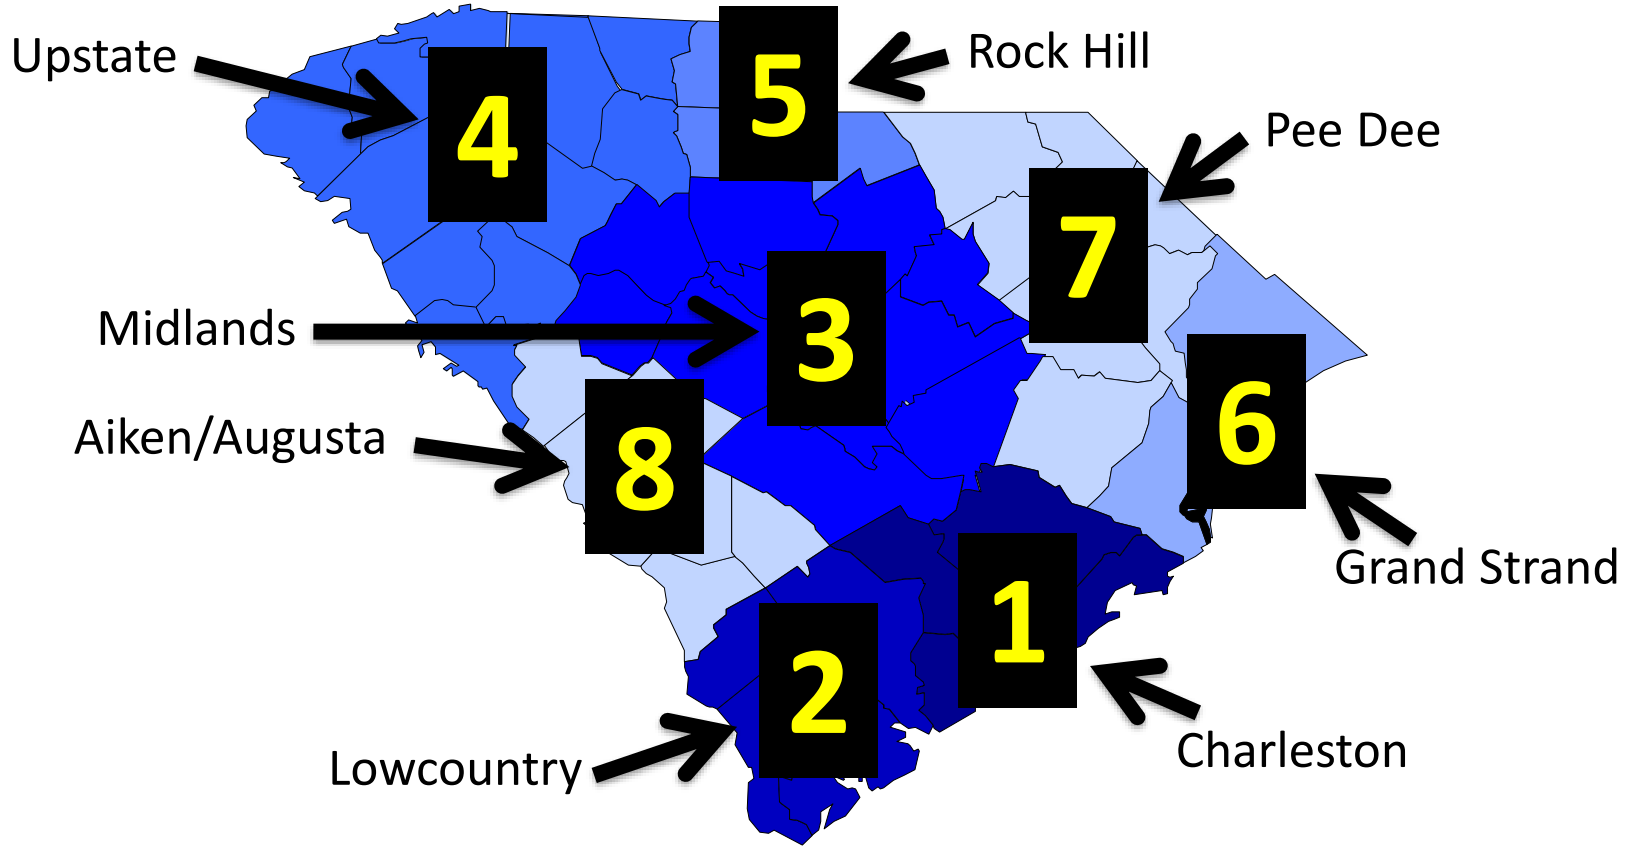 Upstate
4
5
Rock Hill
Pee Dee
7
Midlands
3
6
Aiken/Augusta
8
Grand Strand
1
2
Charleston
Lowcountry